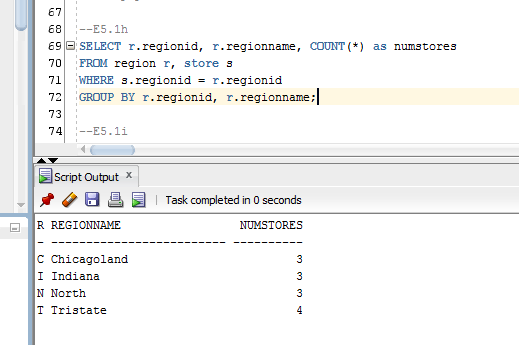 67
68 --E5.1h
69 SELECT r.regionid, r.regionname, COUNT(*) as numstores
70 FROM region r, store s
71 WHERE s.regionid = r.regionid
72 GROUP BY r.regionid, r.regionname;
73
74 --E5.1i
Script Output x
Task completed in 0 seconds
R REGIONNAME NUMSTORES
- ------------------------- ----------
C Chicagoland 3
I Indiana 3
N North 3
T Tristate 4